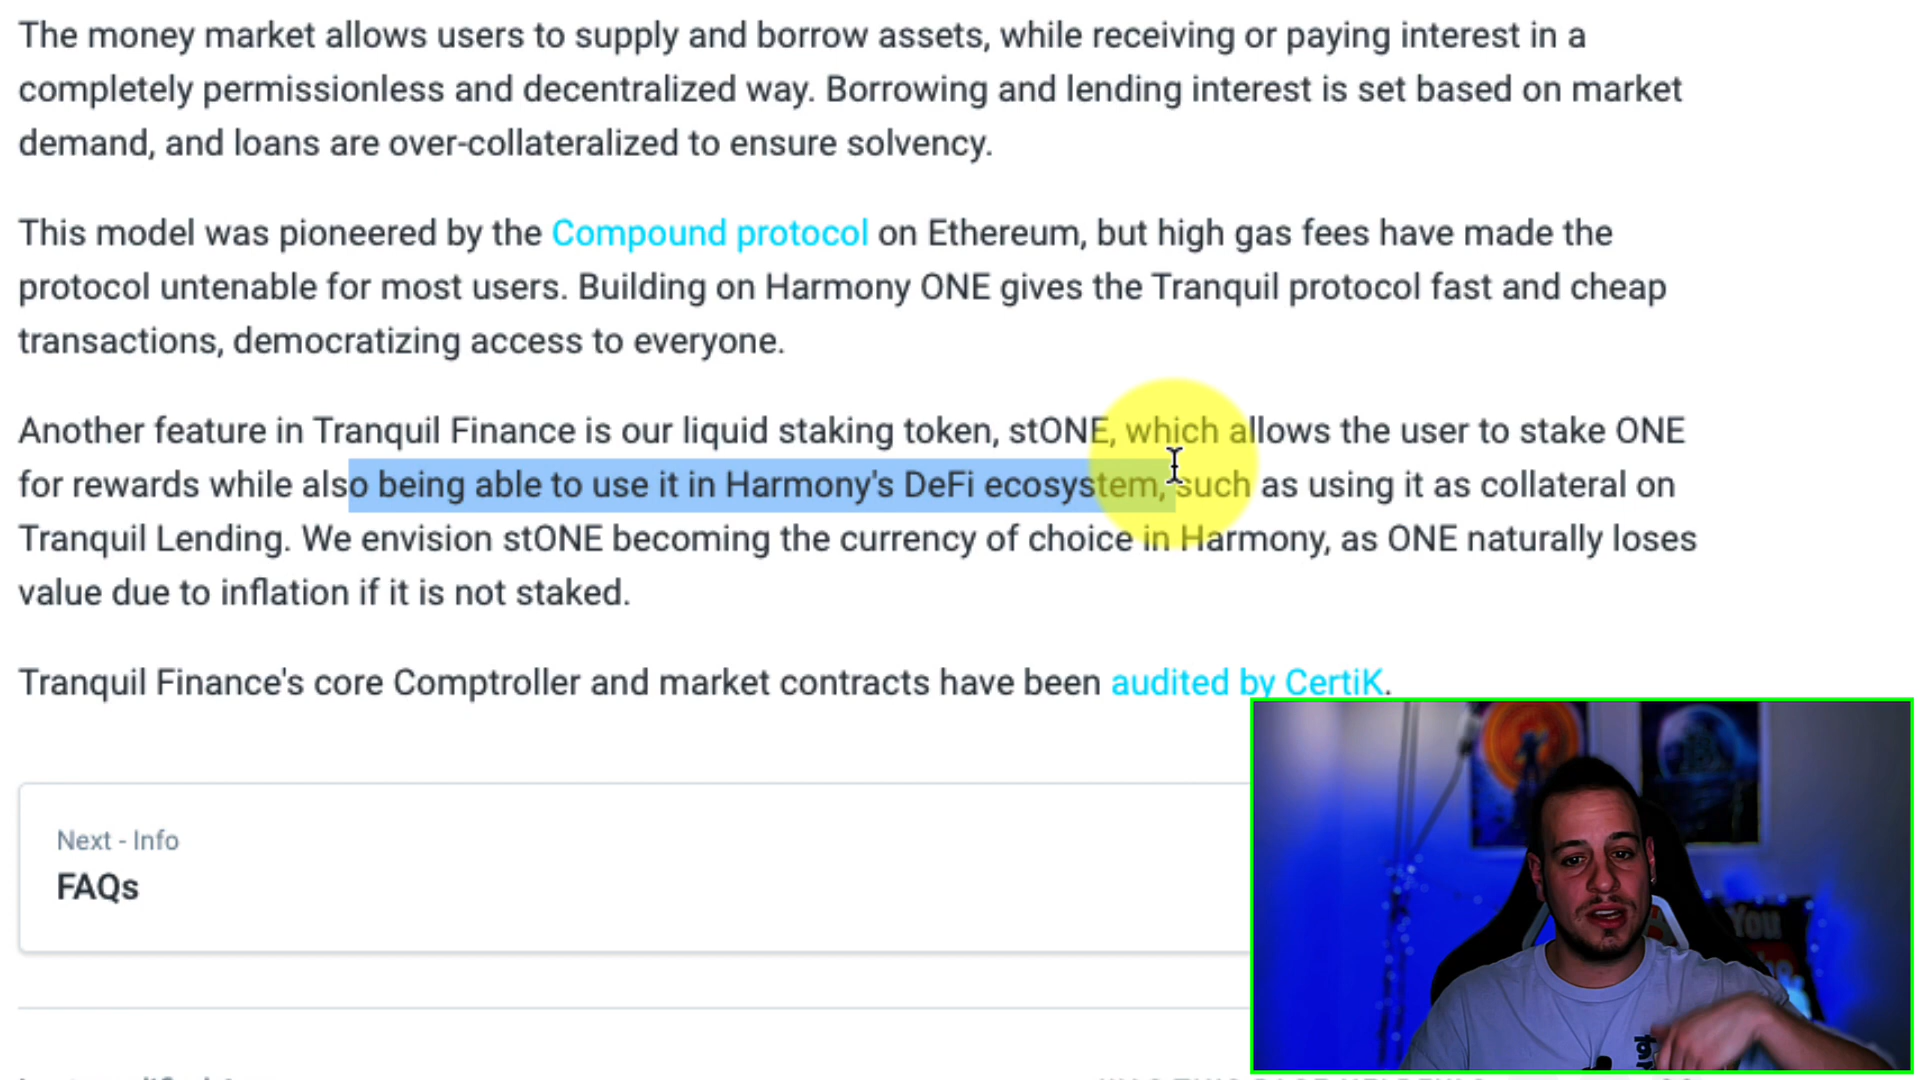 The money market allows users to supply and borrow assets, while receiving or paying interest in a
completely permissionless and decentralized way. Borrowing and lending interest is set based on market
demand, and loans are over-collateralized to ensure solvency.
This model was pioneered by the Compound protocol on Ethereum, but high gas fees have made the
protocol untenable for most users. Building on Harmony ONE gives the Tranquil protocol fast and cheap
transactions, democratizing access to everyone.
Another feature in Tranquil Finance is our liquid staking token, stONE, which allows the user to stake ONE
for rewards while also being able to use it in Harmony's DeFi ecosystem, such as using it as collateral on
Tranquil Lending. We envision stONE becoming the currency of choice in Harmony, as ONE naturally loses
value due to inflation if it is not staked.
Tranquil Finance's core Comptroller and market contracts have been audited by CertiK.
Next - Info
FAQs
You